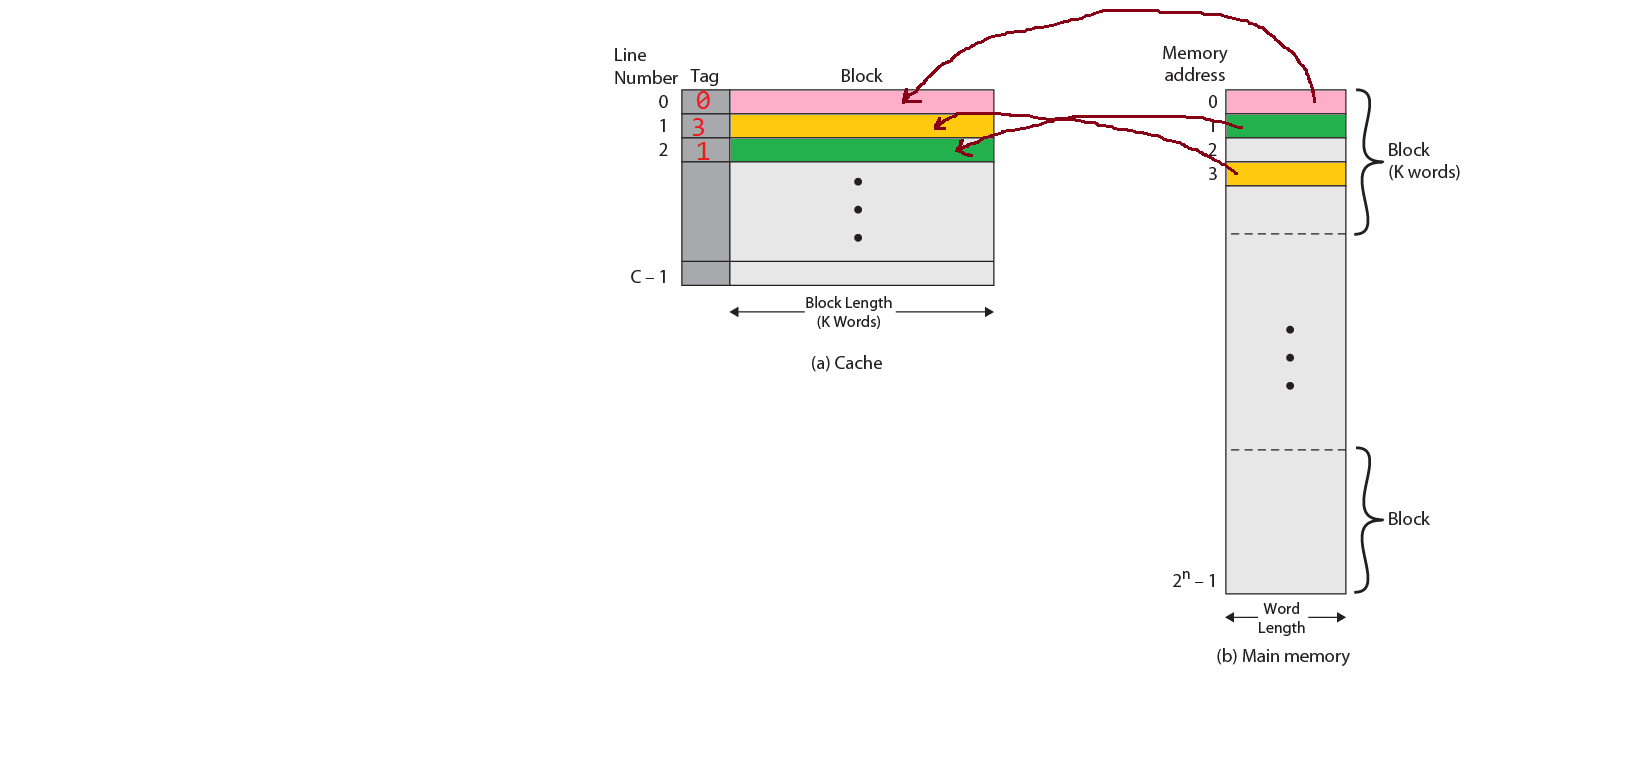 Line
Number Tag Block
0 0
1 3
2 1
C – 1
Block Length
(K Words)
(a) Cache
Memory
address
0
1
2
3
Block
(K words)
Block
2ⁿ – 1
Word
Length
(b) Main memory